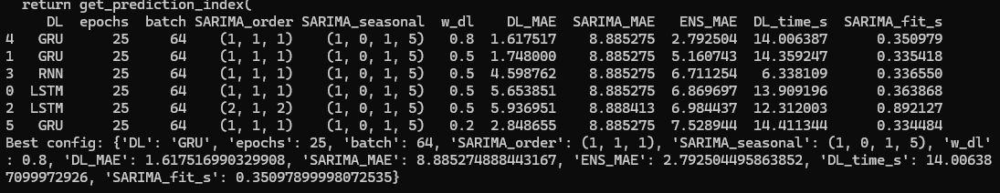 return get_prediction_index(
DL epochs batch SARIMA_order SARIMA_seasonal w_dl DL_MAE SARIMA_MAE ENS_MAE DL_time_s SARIMA_fit_s
4 GRU 25 64 (1, 1, 1) (1, 0, 1, 5) 0.8 1.617517 8.885275 2.792504 14.006387 0.350979
1 GRU 25 64 (1, 1, 1) (1, 0, 1, 5) 0.5 1.748000 8.885275 5.160743 14.359247 0.335418
3 RNN 25 64 (1, 1, 1) (1, 0, 1, 5) 0.5 4.598762 8.885275 6.711254 6.338109 0.336550
0 LSTM 25 64 (1, 1, 1) (1, 0, 1, 5) 0.5 5.653851 8.885275 6.869697 13.909196 0.363868
2 LSTM 25 64 (2, 1, 2) (1, 0, 1, 5) 0.5 5.936951 8.888413 6.984437 12.312003 0.892127
5 GRU 25 64 (1, 1, 1) (1, 0, 1, 5) 0.2 2.848655 8.885275 7.528944 14.411344 0.334484
Best config: {'DL': 'GRU', 'epochs': 25, 'batch': 64, 'SARIMA_order': (1, 1, 1), 'SARIMA_seasonal': (1, 0, 1, 5), 'w_dl'
: 0.8, 'DL_MAE': 1.617516990329908, 'SARIMA_MAE': 8.885274888443167, 'ENS_MAE': 2.792504495863852, 'DL_time_s': 14.00638
7099972926, 'SARIMA_fit_s': 0.35097899998072535}